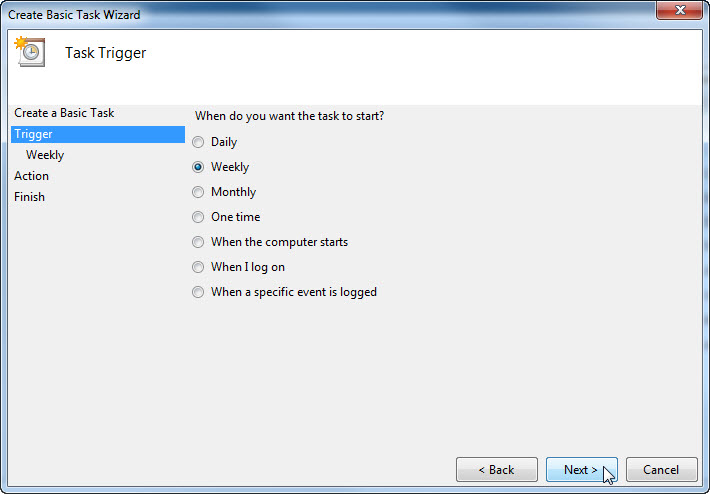 Create Basic Task Wizard
Task Trigger
Create a Basic Task
Trigger
Weekly
Action
Finish
When do you want the task to start?
Daily
Weekly
Monthly
One time
When the computer starts
When I log on
When a specific event is logged
< Back
Next >
Cancel